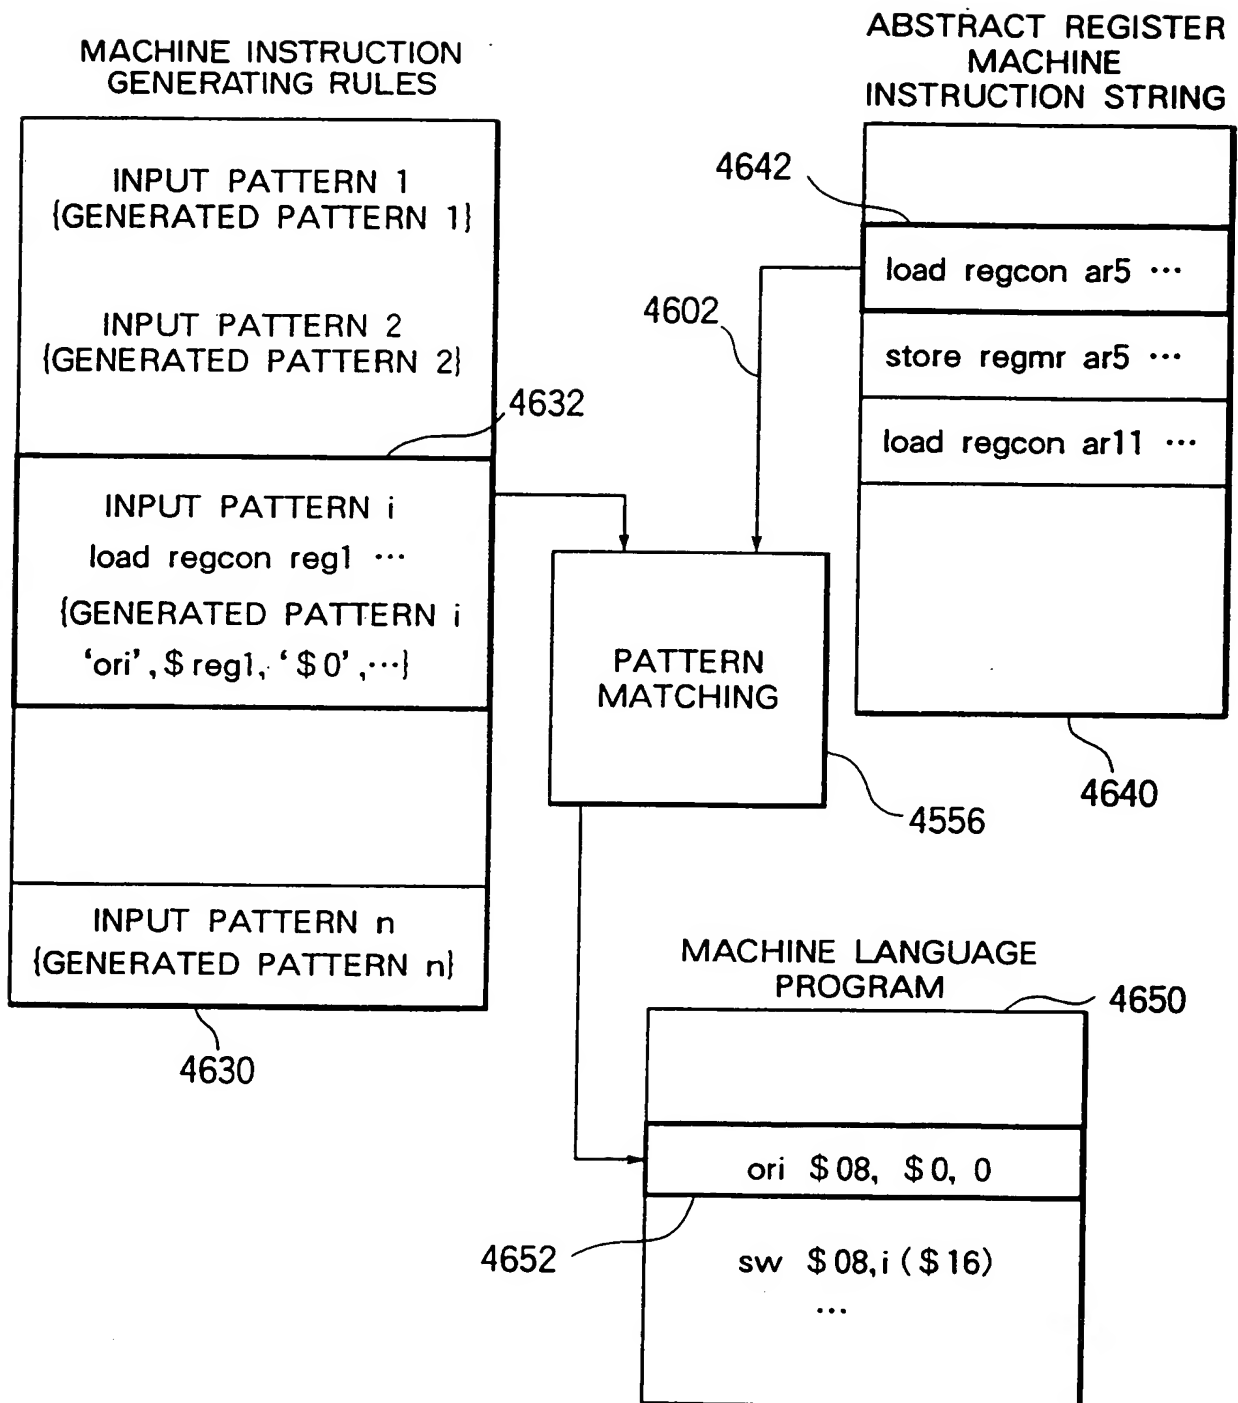 MACHINE INSTRUCTION
GENERATING RULES
INPUT PATTERN 1
{GENERATED PATTERN 1}
INPUT PATTERN 2
{GENERATED PATTERN 2}
4632
INPUT PATTERN i
load regcon reg1 ···
{GENERATED PATTERN i
‘ori’, $ reg1, ‘$0’, ···}
INPUT PATTERN n
{GENERATED PATTERN n}
4630
ABSTRACT REGISTER
MACHINE
INSTRUCTION STRING
4642
load regcon ar5 ···
4602
store regmr ar5 ···
load regcon ar11 ···
4640
PATTERN
MATCHING
4556
MACHINE LANGUAGE
PROGRAM
4650
ori $08, $0, 0
4652
sw $08,i ($16)
···